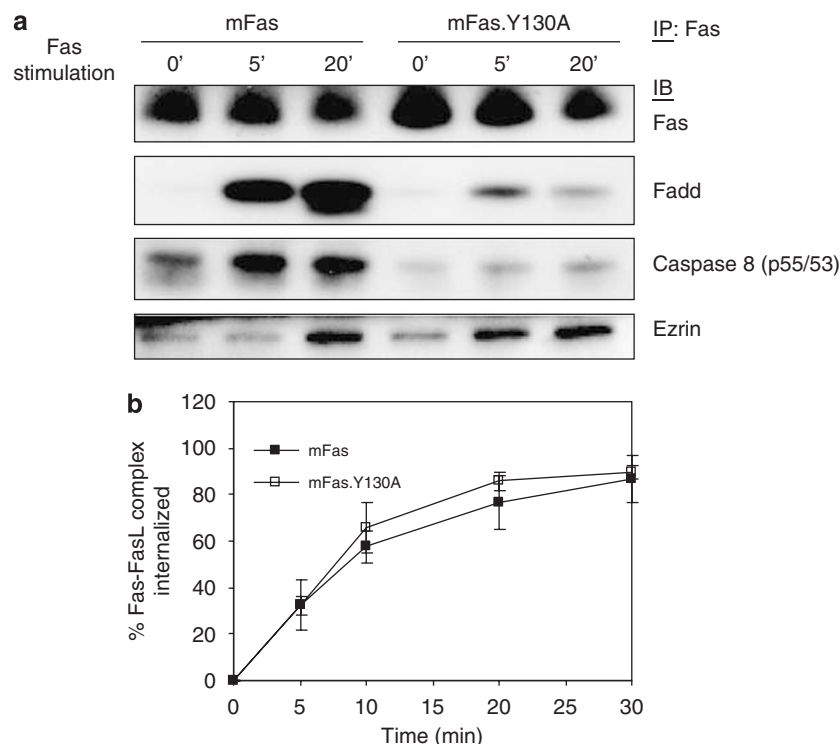 a
mFas
mFas.Y130A
IP: Fas
Fas
stimulation
0’ 5’ 20’ 0’ 5’ 20’
IB
Fas
Fadd
Caspase 8 (p55/53)
Ezrin
b
120
100
80
60
40
20
0
% Fas-FasL complex
internalized
mFas
mFas.Y130A
0 5 10 15 20 25 30
Time (min)